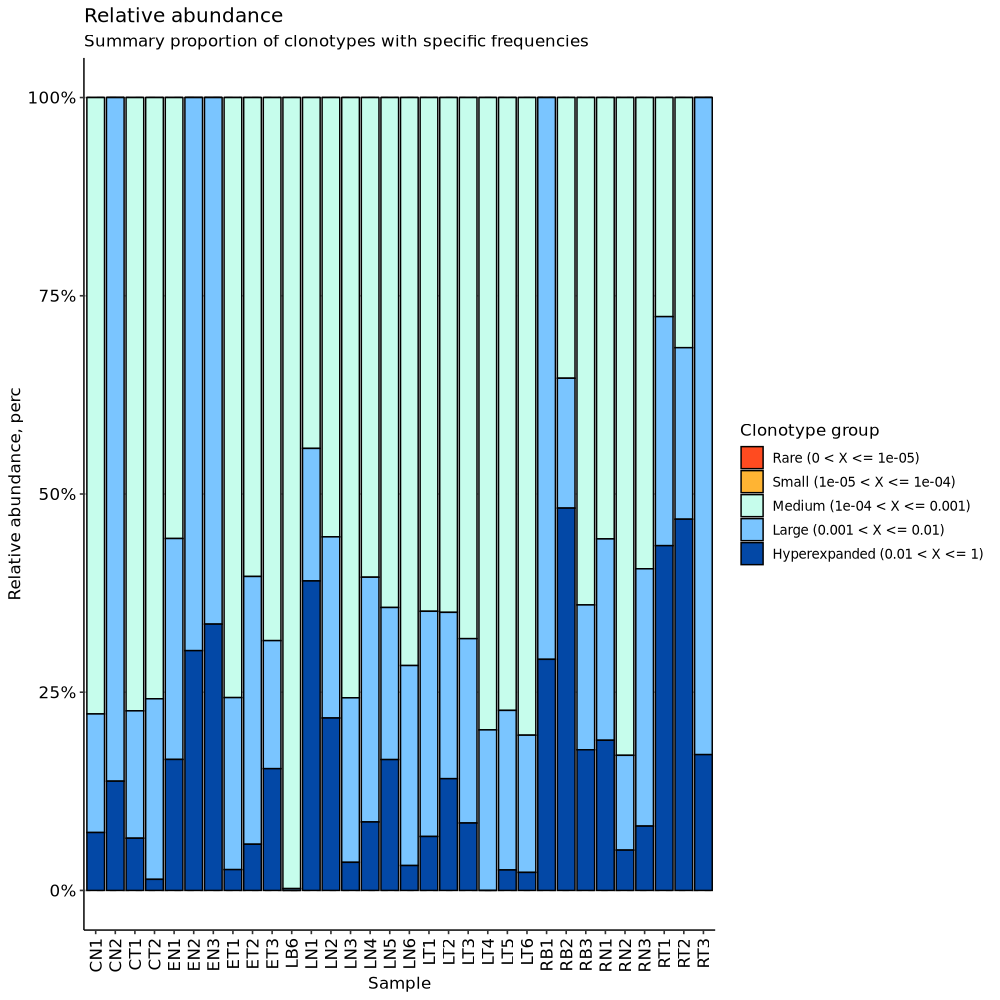 Relative abundance
Summary proportion of clonotypes with specific frequencies
100%
75%
50%
25%
0%
Relative abundance, perc
CN1 CN2 CT1 CT2 EN1 EN2 EN3 ET1 ET2 ET3 LB6 LN1 LN2 LN3 LN4 LN5 LN6 LT1 LT2 LT3 LT4 LT5 LT6 RB1 RB2 RB3 RN1 RN2 RN3 RT1 RT2 RT3
Sample
Clonotype group
Rare (0 < X <= 1e-05)
Small (1e-05 < X <= 1e-04)
Medium (1e-04 < X <= 0.001)
Large (0.001 < X <= 0.01)
Hyperexpanded (0.01 < X <= 1)